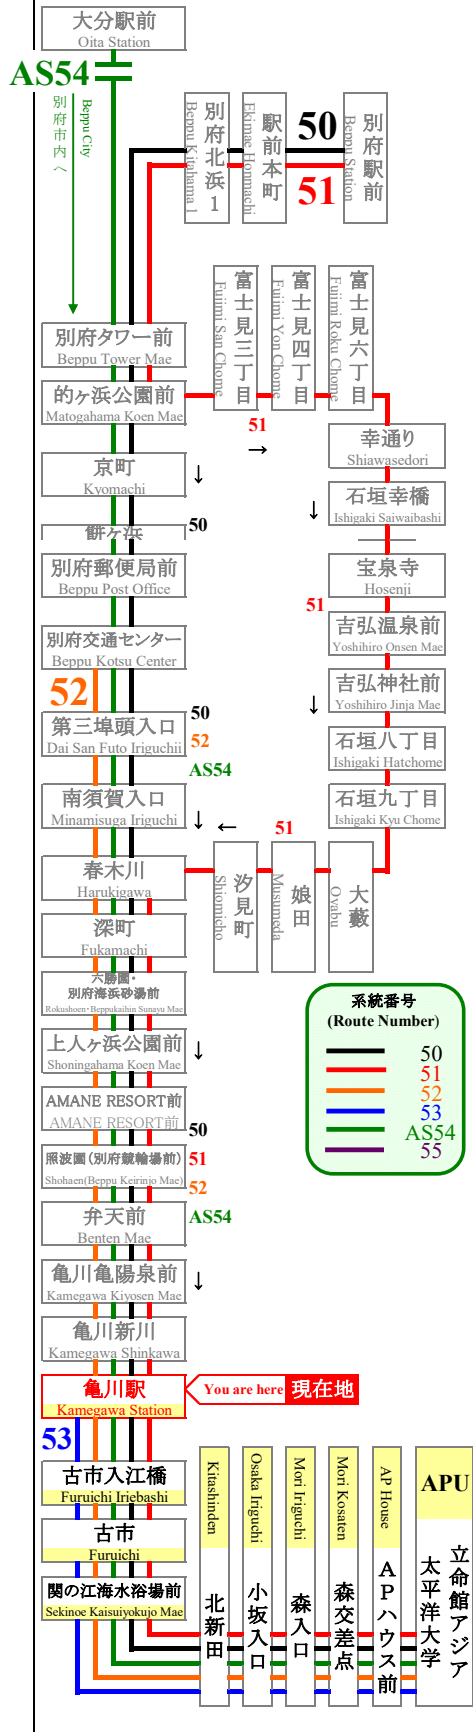 大分駅前
Oita Station
AS54
別府市内へ
Beppu City
別府北浜1
Beppu Kitahama 1
駅前本町
Ekimae Honmachi
50
51
別府駅前
Beppu Station
別府タワー前
Beppu Tower Mae
的ヶ浜公園前
Matogahama Koen Mae
富士見三丁目
Fujimi San Chome
富士見四丁目
Fujimi Yon Chome
富士見六丁目
Fujimi Roku Chome
51
→
幸通り
Shiawasedori
京町
Kyomachi
↓
石垣幸橋
Ishigaki Saiwaibashi
↓
餅ヶ浜
50
別府郵便局前
Beppu Post Office
宝泉寺
Hosenji
51
吉弘温泉前
Yoshihiro Onsen Mae
別府交通センター
Beppu Kotsu Center
52
吉弘神社前
Yoshihiro Jinja Mae
↓
第三埠頭入口
Dai San Futo Iriguchii
50
52
AS54
石垣八丁目
Ishigaki Hatchome
南須賀入口
Minamisuga Iriguchi
↓
←
51
石垣九丁目
Ishigaki Kyu Chome
春木川
Harukigawa
汐見町
Shiomicho
娘田
Musumeda
大藪
Oyabu
深町
Fukamachi
六勝園・
別府海浜砂湯前
Rokushoen・Beppukaihin Sunayu Mae
上人ヶ浜公園前
Shoningahama Koen Mae
↓
AMANE RESORT前
AMANE RESORT前
50
照波園(別府競輪場前)
Shohaen(Beppu Keirinjo Mae)
51
52
弁天前
Benten Mae
AS54
亀川亀陽泉前
Kamegawa Kiyosen Mae
↓
亀川新川
Kamegawa Shinkawa
系統番号
(Route Number)
50
51
52
53
AS54
55
亀川駅
Kamegawa Station
You are here 現在地
53
古市入江橋
Furuichi Iriebashi
古市
Furuichi
関の江海水浴場前
Sekinoe Kaisuiyokujo Mae
Kitashinden
北新田
Osaka Iriguchi
小坂入口
Mori Iriguchi
森入口
Mori Kosaten
森交差点
AP House
APハウス前
APU
立命館アジア
太平洋大学